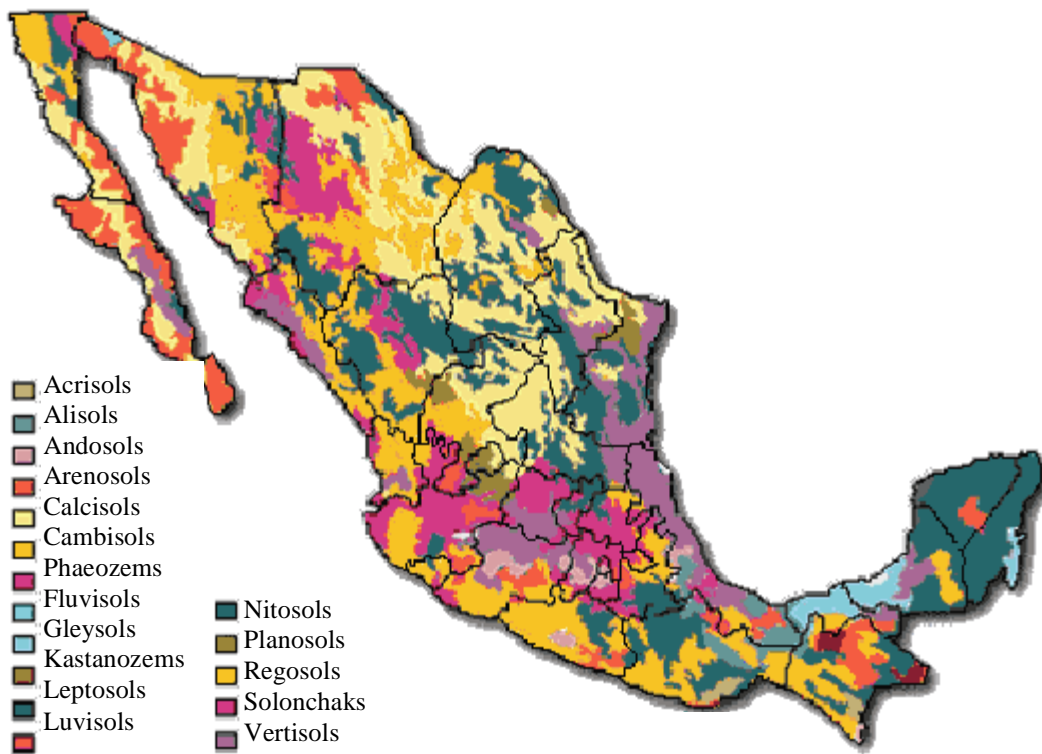 Acrisols
Alisols
Andosols
Arenosols
Calcisols
Cambisols
Phaeozems
Fluvisols
Gleysols
Kastanozems
Leptosols
Luvisols
Nitosols
Planosols
Regosols
Solonchaks
Vertisols